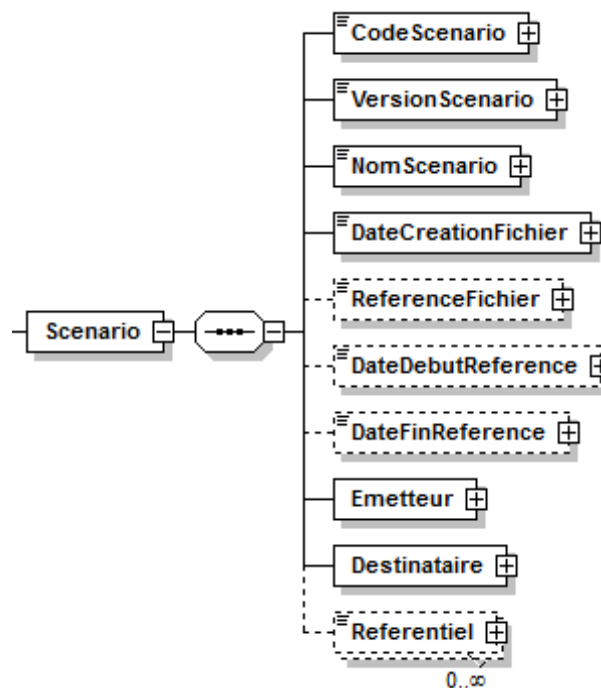 CodeScenario
VersionScenario
NomScenario
DateCreationFichier
ReferenceFichier
Scenario
DateDebutReference
DateFinReference
Emetteur
Destinataire
Referentiel
0..∞